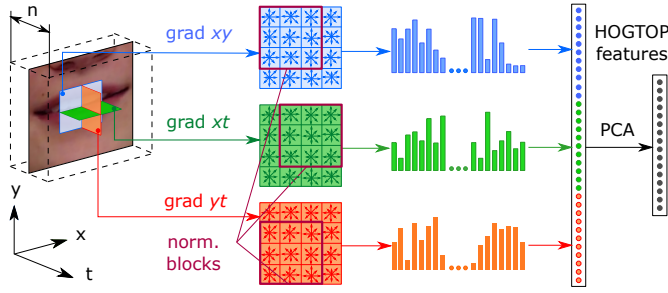 n
grad xy
grad xt
grad yt
norm.
blocks
y
x
t
HOGTOP
features
PCA